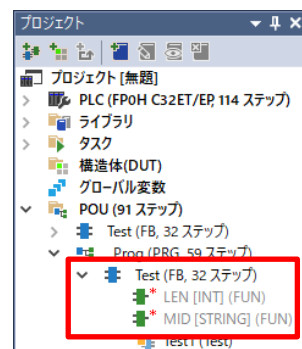 プロジェクト
プロジェクト [無題]
PLC (FP0H C32ET/EP, 114 ステップ)
ライブラリ
タスク
構造体(DUT)
グローバル変数
POU (91 ステップ)
Test (FB, 32 ステップ)
Prog (PRG, 59 ステップ)
Test (FB, 32 ステップ)
LEN [INT] (FUN)
MID [STRING] (FUN)
Test1 (Test)